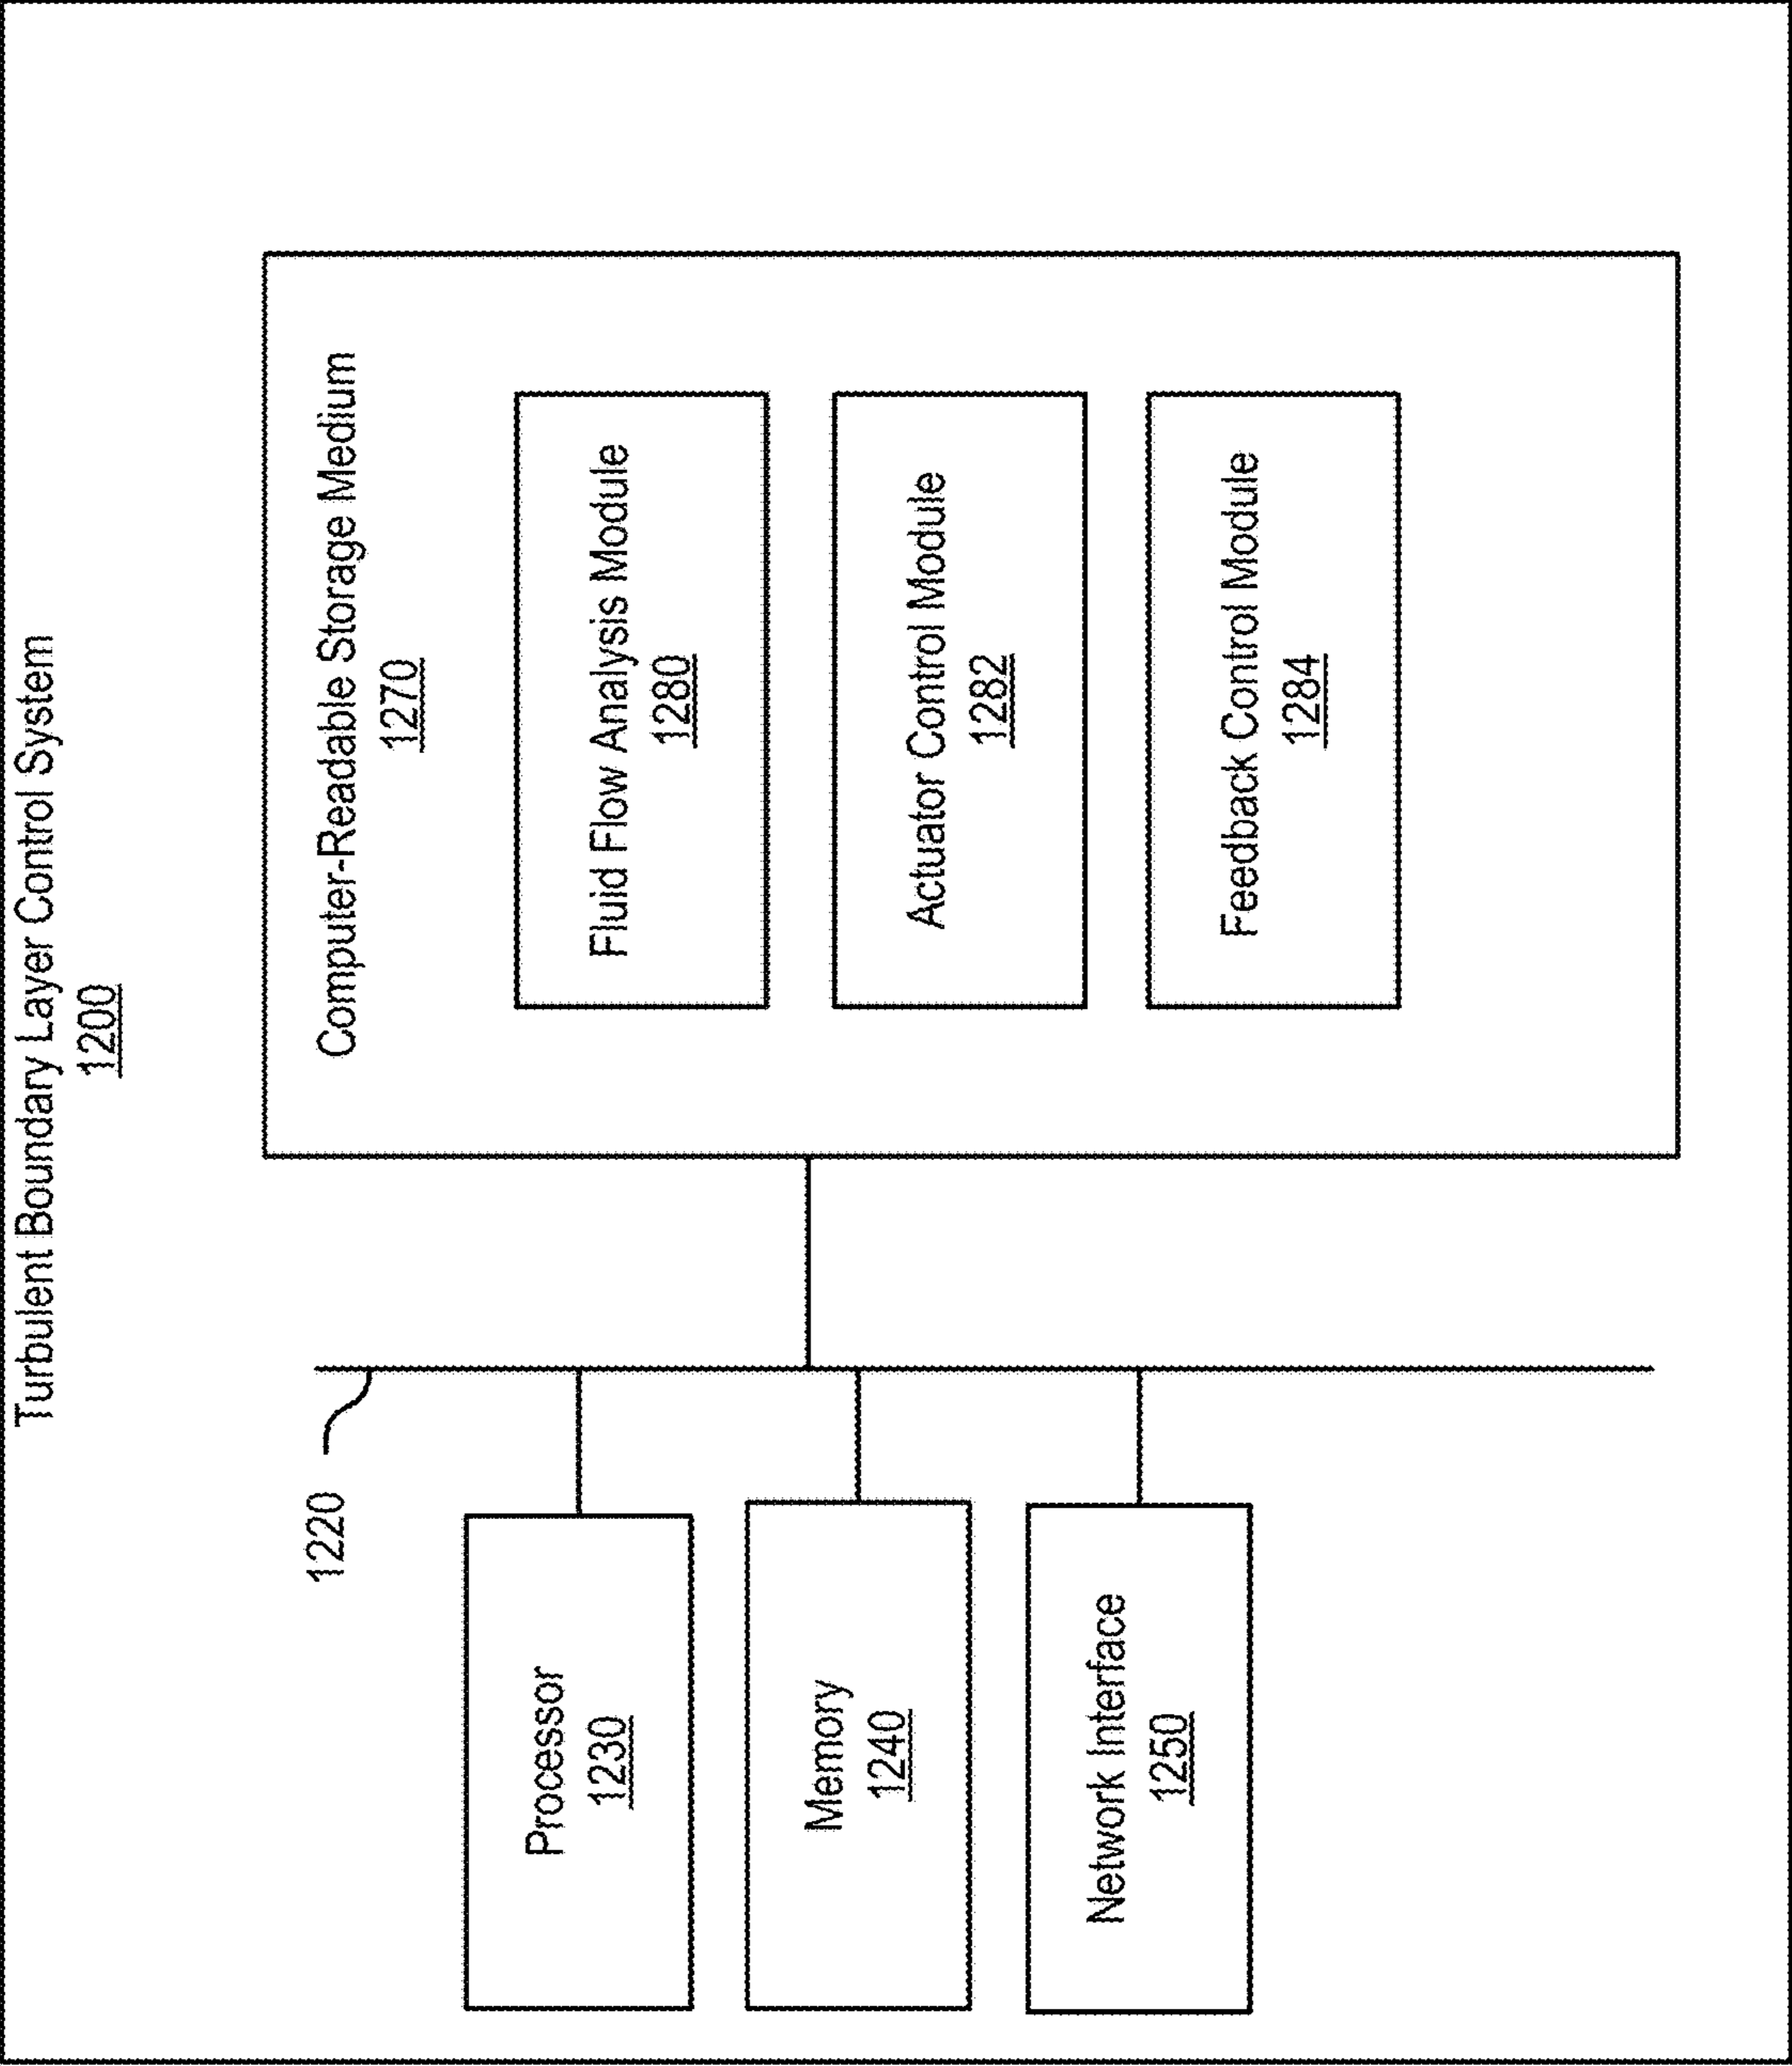 Turbulent Boundary Layer Control System
1200
1220
Processor
1230
Memory
1240
Network Interface
1250
Computer-Readable Storage Medium
1270
Fluid Flow Analysis Module
1280
Actuator Control Module
1282
Feedback Control Module
1284